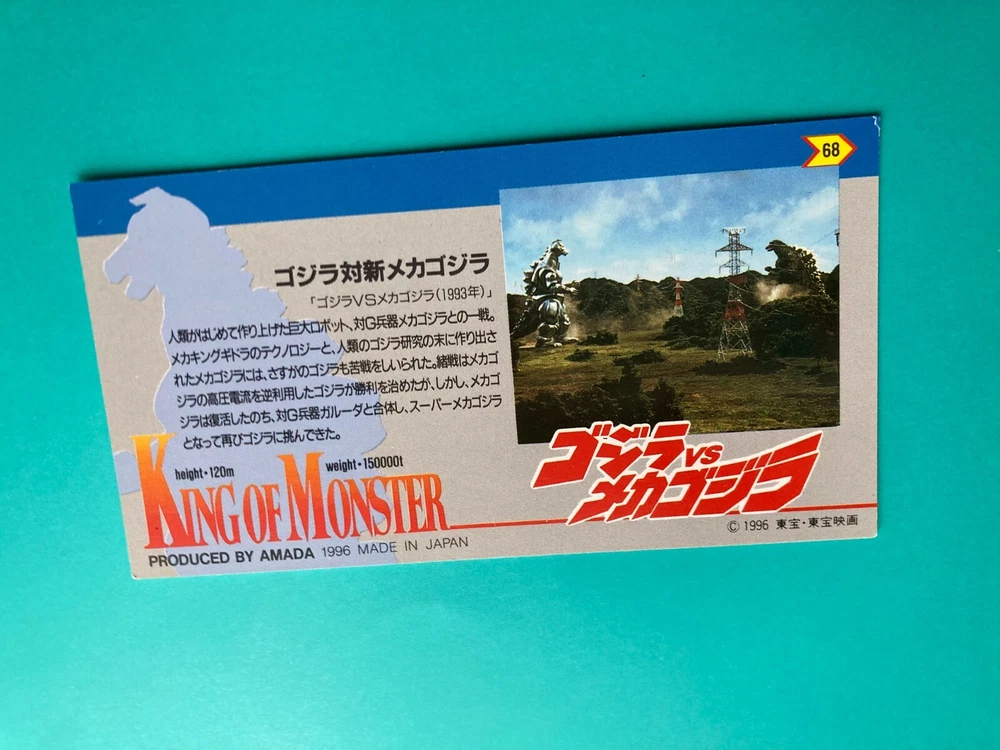 68
ゴジラ対新メカゴジラ
「ゴジラVSメカゴジラ(1993年)」
人類がはじめて作り上げた巨大ロボット、対G兵器メカゴジラとの一戦。
メカキングギドラのテクノロジーと、人類のゴジラ研究の末に作り出さ
れたメカゴジラには、さすがのゴジラも苦戦をしいられた。緒戦はメカゴ
ジラの高圧電流を逆利用したゴジラが勝利を治めたが、しかし、メカゴ
ジラは復活したのち、対G兵器ガルーダと合体し、スーパーメカゴジラ
となって再びゴジラに挑んできた。
height・120m weight・150000t
KING OF MONSTER
PRODUCED BY AMADA 1996 MADE IN JAPAN
ゴジラVS
メカゴジラ
© 1996 東宝・東宝映画